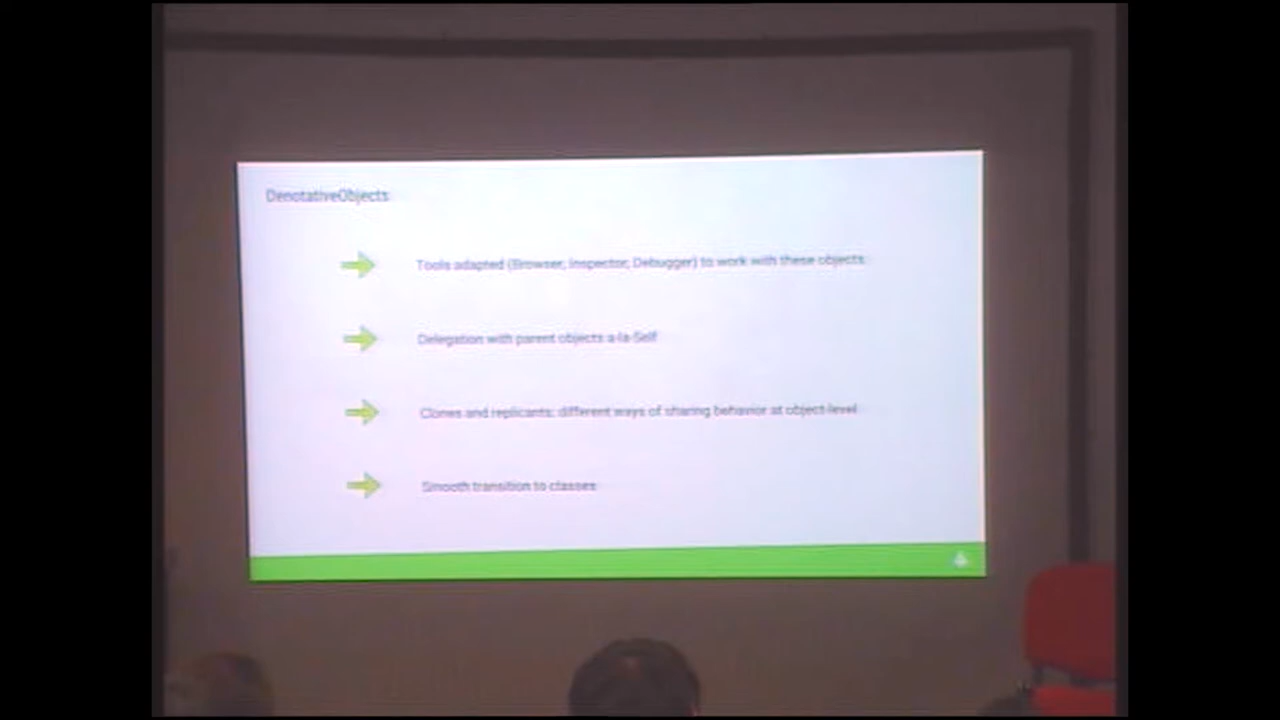 DenotativeObjects
Tools adapted (Browser, Inspector, Debugger) to work with these objects
Delegation with parent objects a-la-Self
Clones and replicants: different ways of sharing behavior at object-level
Smooth transition to classes